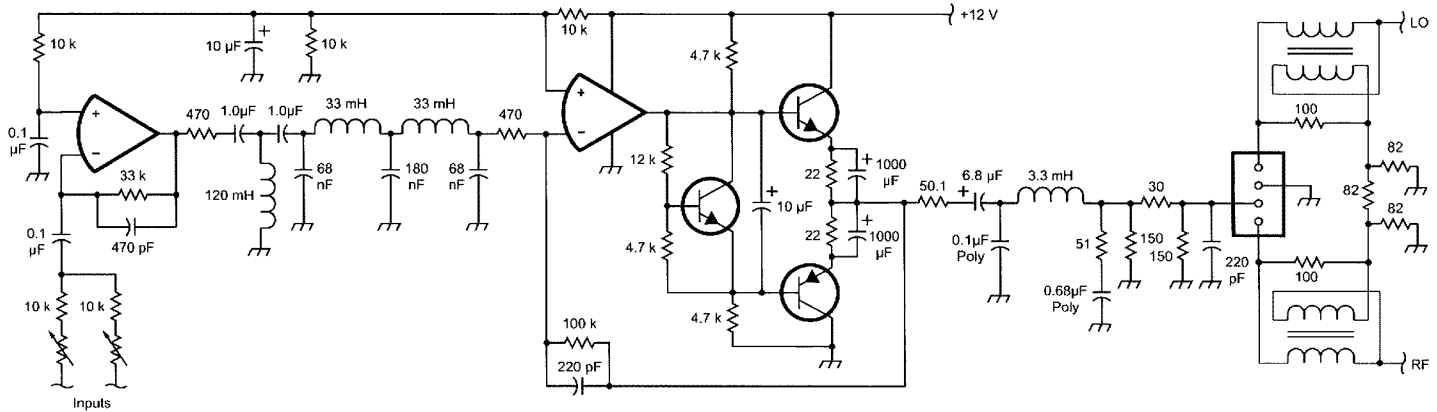 +12 V
LO
10 k
10 µF
+
10 k
10 k
4.7 k
+
−
470
1.0µF
1.0µF
33 mH
33 mH
470
+
−
0.1
µF
33 k
470 pF
120 mH
68
nF
180
nF
68
nF
12 k
4.7 k
+
10 µF
22
22
+
1000
µF
+
1000
µF
50.1
6.8 µF
+
3.3 mH
30
100
82
82
82
0.1
µF
10 k
10 k
Inputs
100 k
220 pF
4.7 k
0.1µF
Poly
51
0.68µF
Poly
150
150
220
pF
100
RF